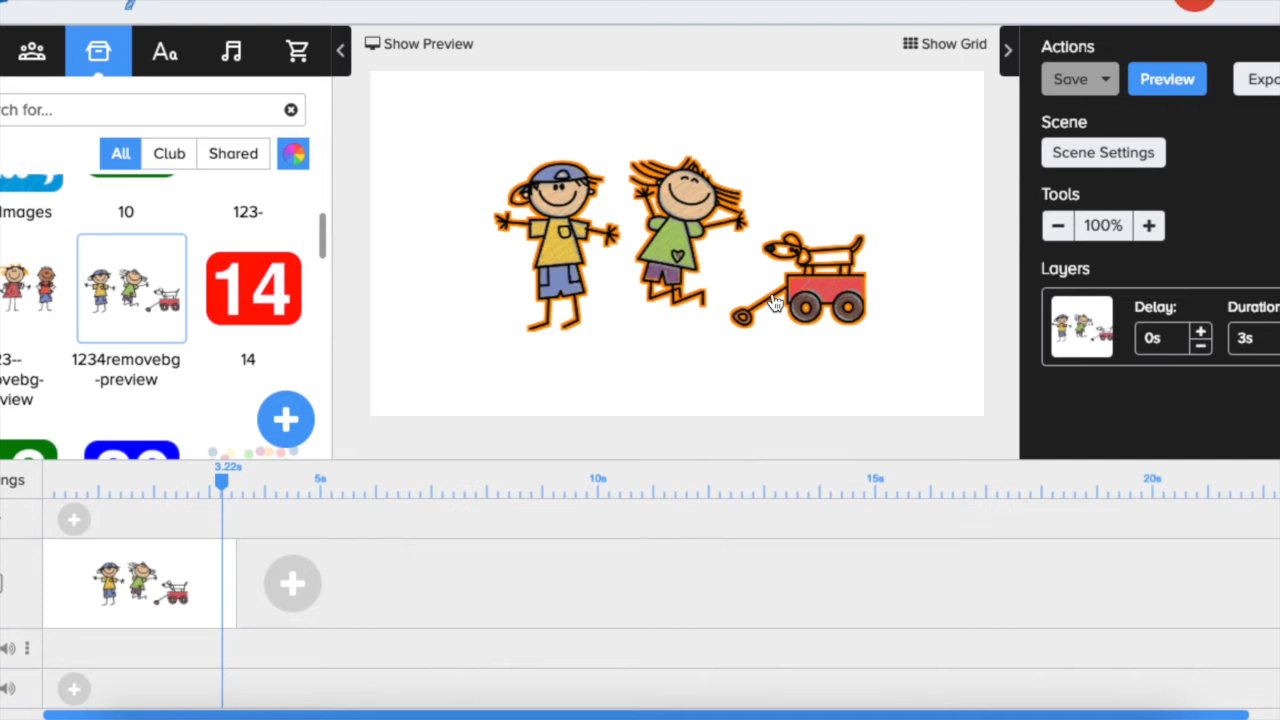 Show Preview
Show Grid
Actions
Save
Preview
Expo
Scene
Scene Settings
Tools
100%
Layers
Delay:
Duration
0s
3s
Aa
ch for...
All
Club
Shared
Images
10
123-
14
23--
ovebg-
view
1234removebg
-preview
14
ngs
3.22s
5s
10s
15s
20s